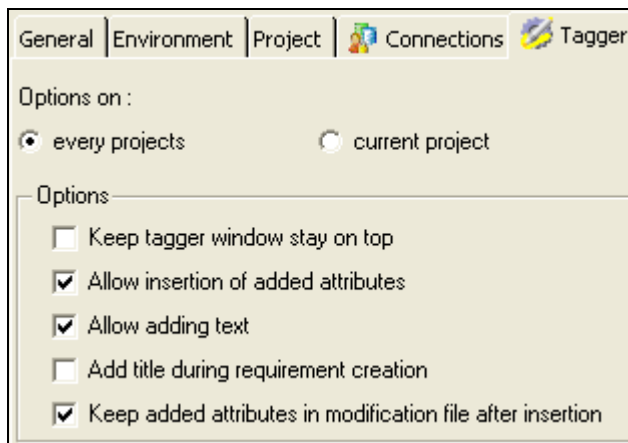 General Environment Project Connections Tagger
Options on :
every projects current project
Options
Keep tagger window stay on top
Allow insertion of added attributes
Allow adding text
Add title during requirement creation
Keep added attributes in modification file after insertion